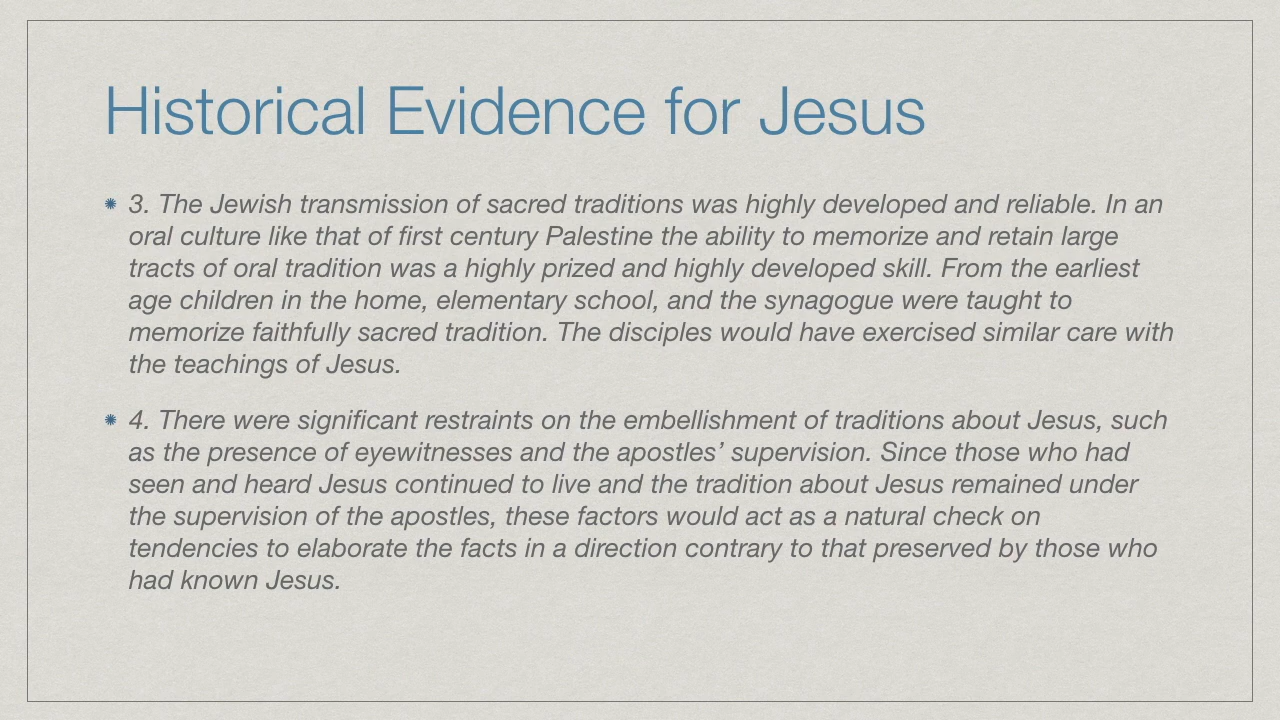 Historical Evidence for Jesus
3. The Jewish transmission of sacred traditions was highly developed and reliable. In an
oral culture like that of first century Palestine the ability to memorize and retain large
tracts of oral tradition was a highly prized and highly developed skill. From the earliest
age children in the home, elementary school, and the synagogue were taught to
memorize faithfully sacred tradition. The disciples would have exercised similar care with
the teachings of Jesus.
4. There were significant restraints on the embellishment of traditions about Jesus, such
as the presence of eyewitnesses and the apostles’ supervision. Since those who had
seen and heard Jesus continued to live and the tradition about Jesus remained under
the supervision of the apostles, these factors would act as a natural check on
tendencies to elaborate the facts in a direction contrary to that preserved by those who
had known Jesus.